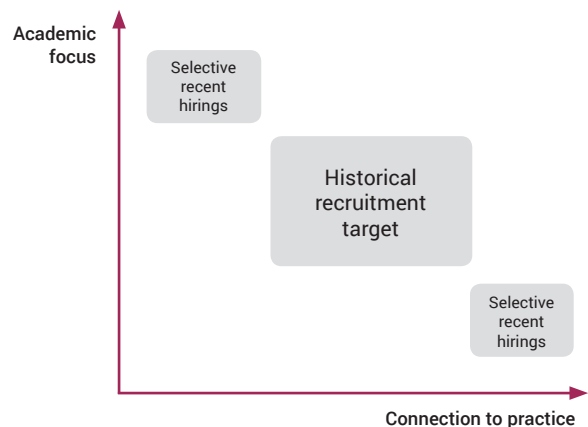 Academic
focus
Selective
recent
hirings
Historical
recruitment
target
Selective
recent
hirings
Connection to practice